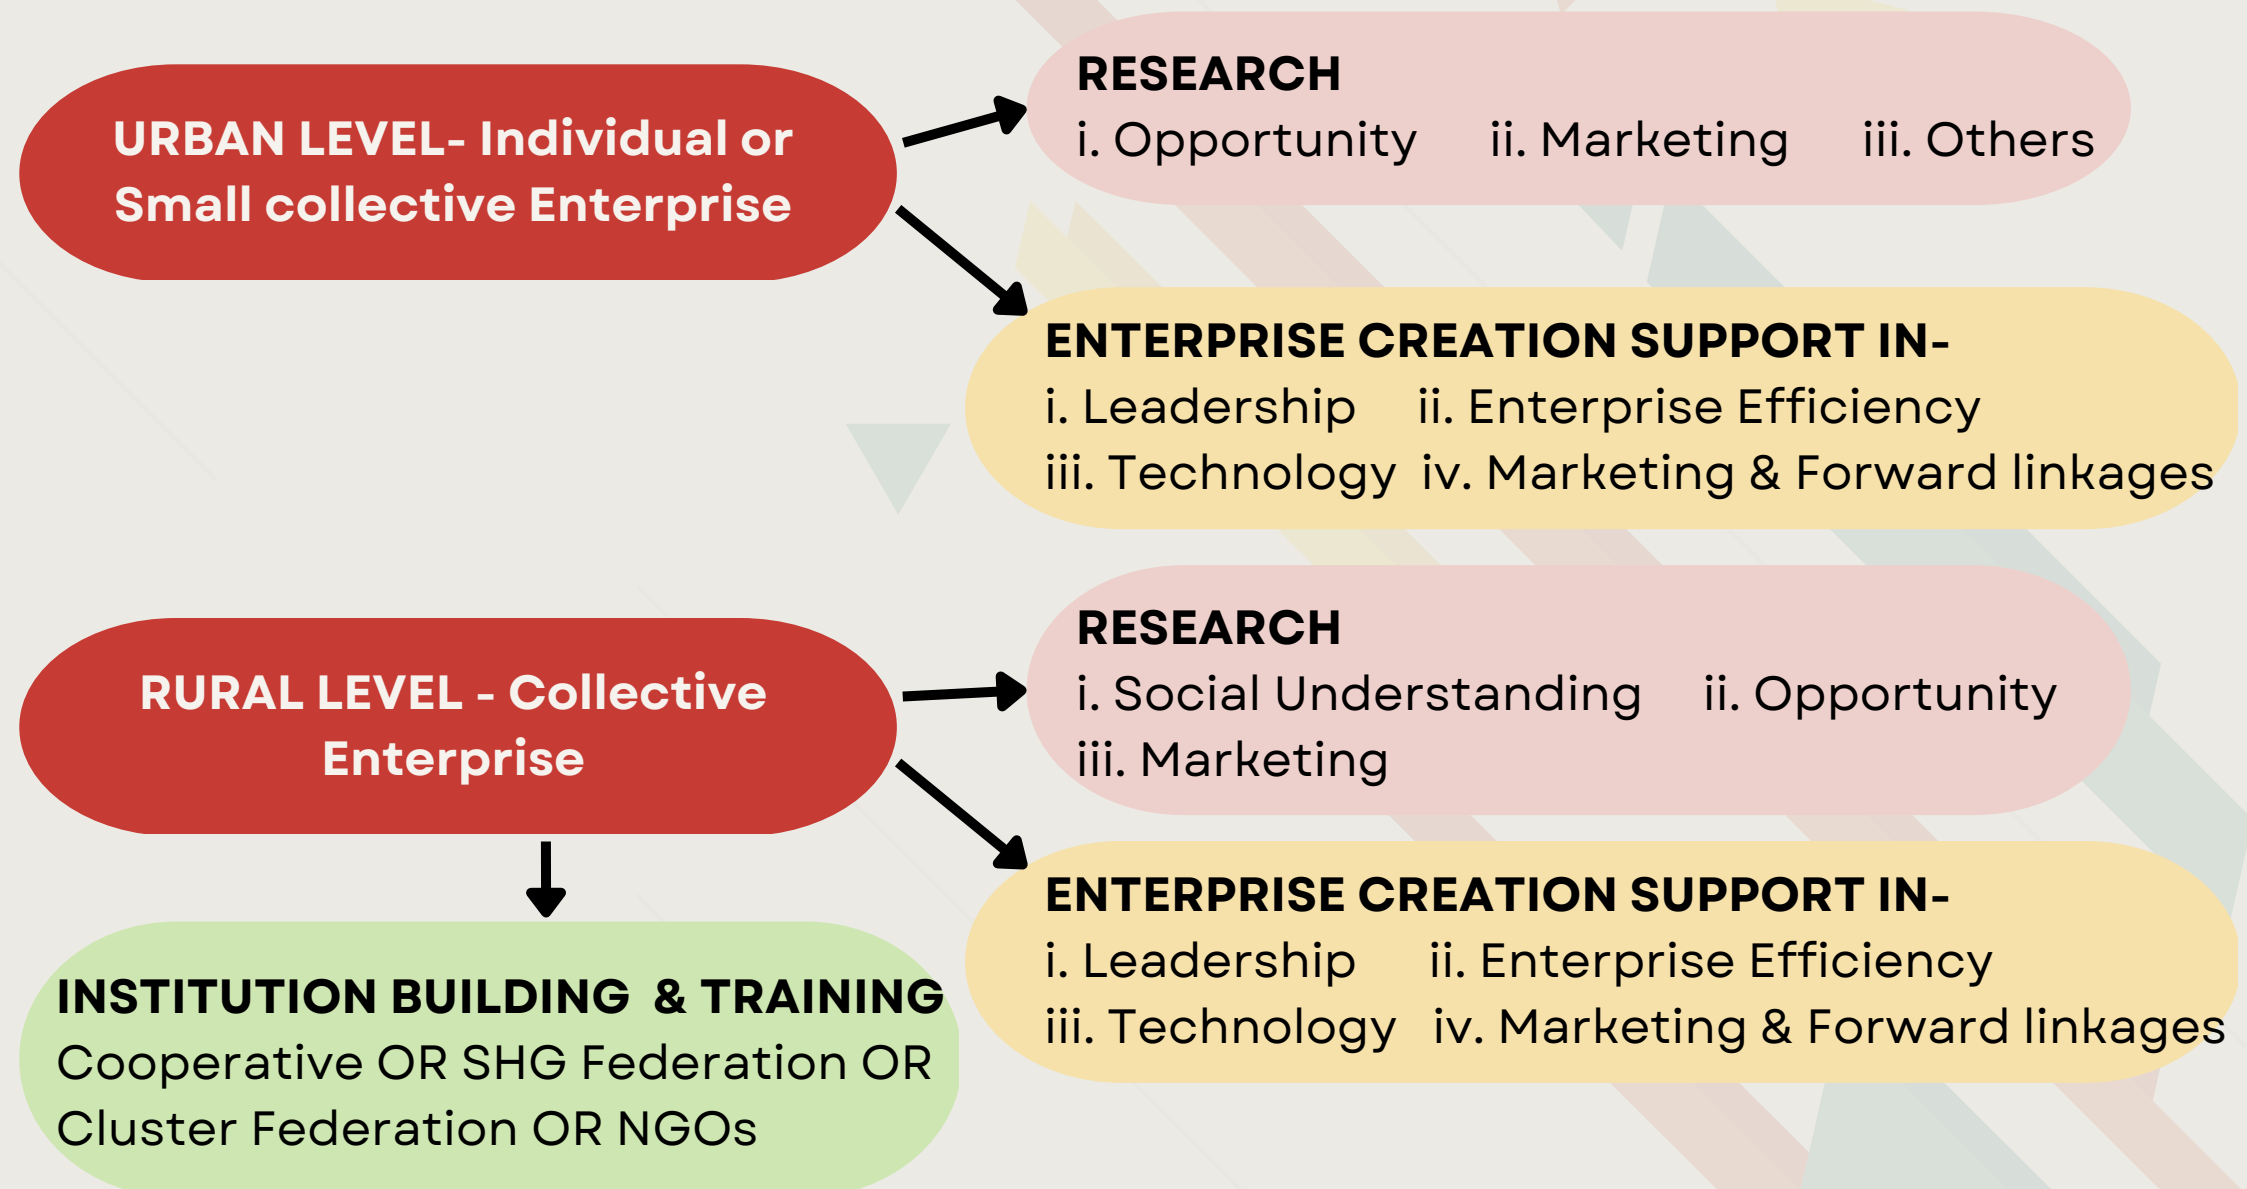 URBAN LEVEL- Individual or
Small collective Enterprise
RESEARCH
i. Opportunity ii. Marketing iii. Others
ENTERPRISE CREATION SUPPORT IN-
i. Leadership ii. Enterprise Efficiency
iii. Technology iv. Marketing & Forward linkages
RURAL LEVEL - Collective
Enterprise
RESEARCH
i. Social Understanding ii. Opportunity
iii. Marketing
ENTERPRISE CREATION SUPPORT IN-
i. Leadership ii. Enterprise Efficiency
iii. Technology iv. Marketing & Forward linkages
INSTITUTION BUILDING & TRAINING
Cooperative OR SHG Federation OR
Cluster Federation OR NGOs